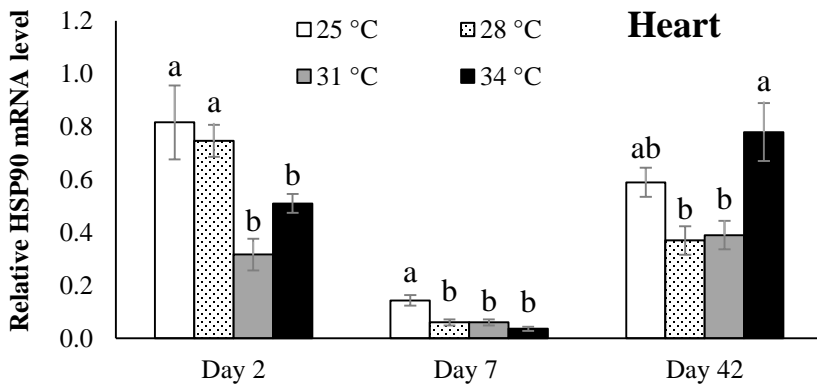 Heart
25 °C 28 °C
31 °C 34 °C
Relative HSP90 mRNA level
1.2
1.0
0.8
0.6
0.4
0.2
0.0
a a b b
a b b b
ab b b a
Day 2 Day 7 Day 42